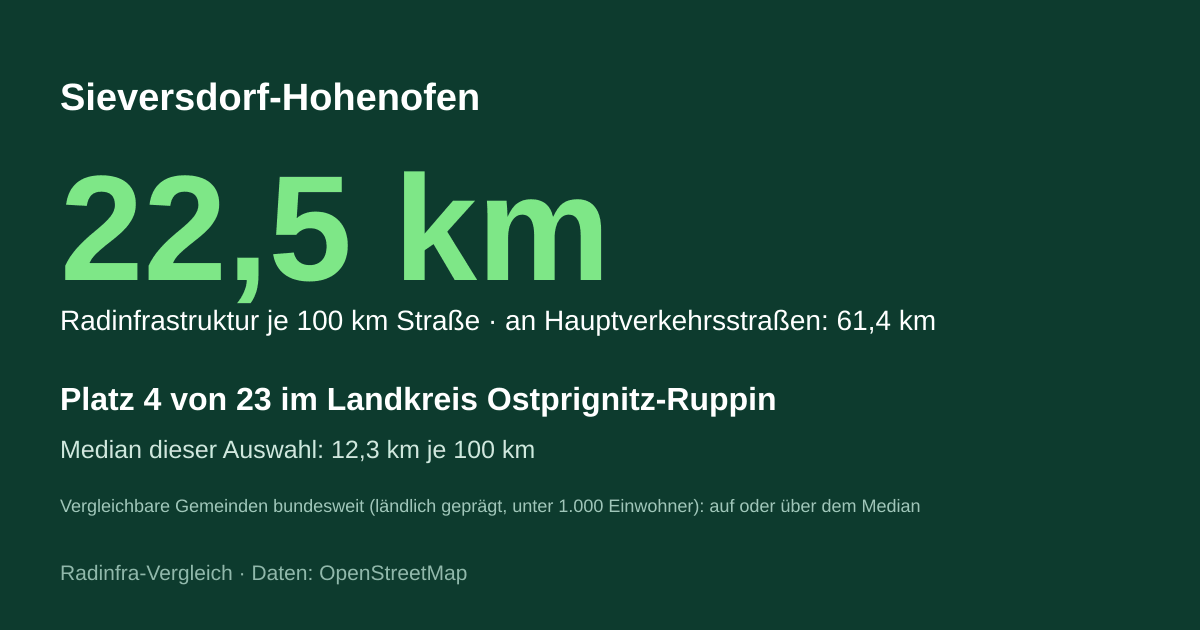 Sieversdorf-Hohenofen
22,5 km
Radinfrastruktur je 100 km Straße · an Hauptverkehrsstraßen: 61,4 km
Platz 4 von 23 im Landkreis Ostprignitz-Ruppin
Median dieser Auswahl: 12,3 km je 100 km
Vergleichbare Gemeinden bundesweit (ländlich geprägt, unter 1.000 Einwohner): auf oder über dem Median
Radinfra-Vergleich · Daten: OpenStreetMap